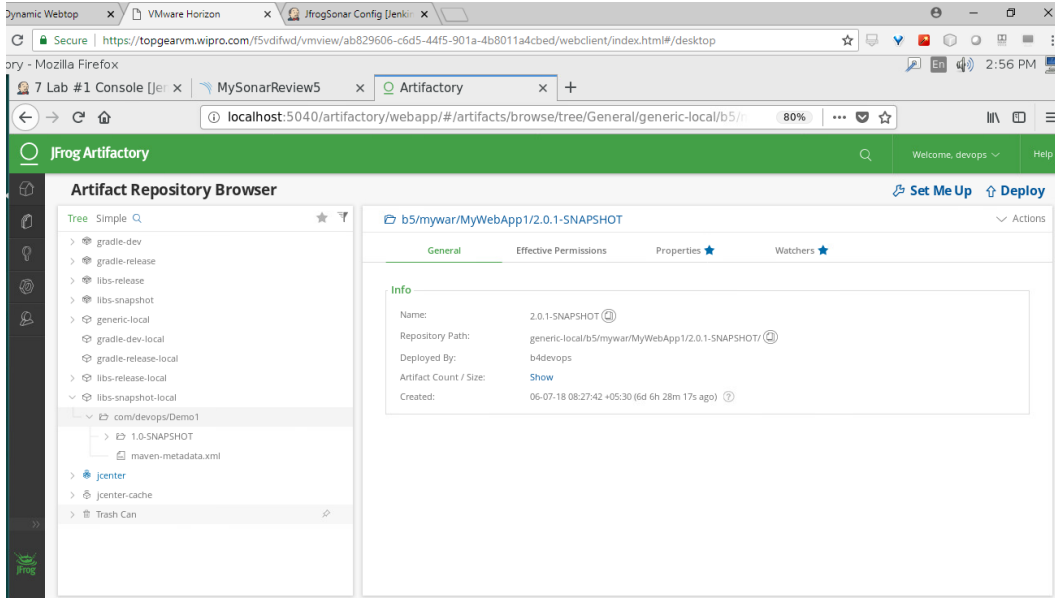 Dynamic Webtop
VMware Horizon
JfrogSonar Config [Jenkin
Secure | https://topgearvm.wipro.com/f5vdifwd/vmview/ab829606-c6d5-44f5-901a-4b8011a4cbed/webclient/index.html#/desktop
ory - Mozilla Firefox
En
2:56 PM
7 Lab #1 Console [Jer
MySonarReview5
Artifactory
localhost:5040/artifactory/webapp/#/artifacts/browse/tree/General/generic-local/b5/m
80%
JFrog Artifactory
Welcome, devops
Help
Artifact Repository Browser
Set Me Up
Deploy
Tree Simple
gradle-dev
gradle-release
libs-release
libs-snapshot
generic-local
gradle-dev-local
gradle-release-local
libs-release-local
libs-snapshot-local
com/devops/Demo1
1.0-SNAPSHOT
maven-metadata.xml
jcenter
jcenter-cache
Trash Can
JFrog
b5/mywar/MyWebApp1/2.0.1-SNAPSHOT
Actions
General
Effective Permissions
Properties
Watchers
Info
Name: 2.0.1-SNAPSHOT
Repository Path: generic-local/b5/mywar/MyWebApp1/2.0.1-SNAPSHOT/
Deployed By: b4devops
Artifact Count / Size: Show
Created: 06-07-18 08:27:42 +05:30 (6d 6h 28m 17s ago)